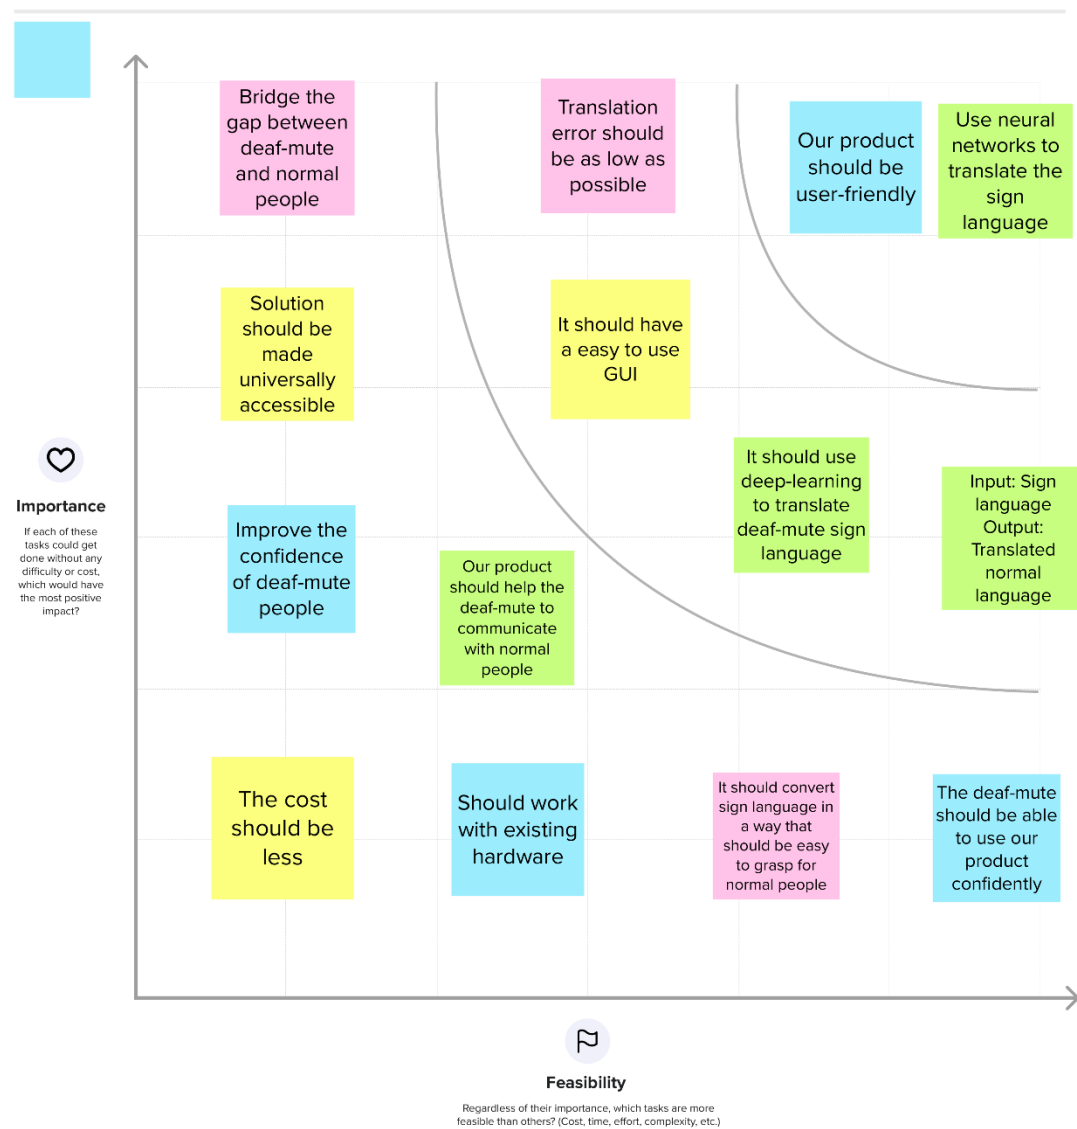 Bridge the
gap between
deaf-mute
and normal
people
Translation
error should
be as low as
possible
Our product
should be
user-friendly
Use neural
networks to
translate the
sign
language
Solution
should be
made
universally
accessible
It should have
a easy to use
GUI
It should use
deep-learning
to translate
deaf-mute sign
language
Input: Sign
language
Output:
Translated
normal
language
Importance
If each of these
tasks could get
done without any
difficulty or cost,
which would have
the most positive
impact?
Improve the
confidence
of deaf-mute
people
Our product
should help the
deaf-mute to
communicate
with normal
people
The cost
should be
less
Should work
with existing
hardware
It should convert
sign language in
a way that
should be easy
to grasp for
normal people
The deaf-mute
should be able
to use our
product
confidently
Feasibility
Regardless of their importance, which tasks are more
feasible than others? (Cost, time, effort, complexity, etc.)